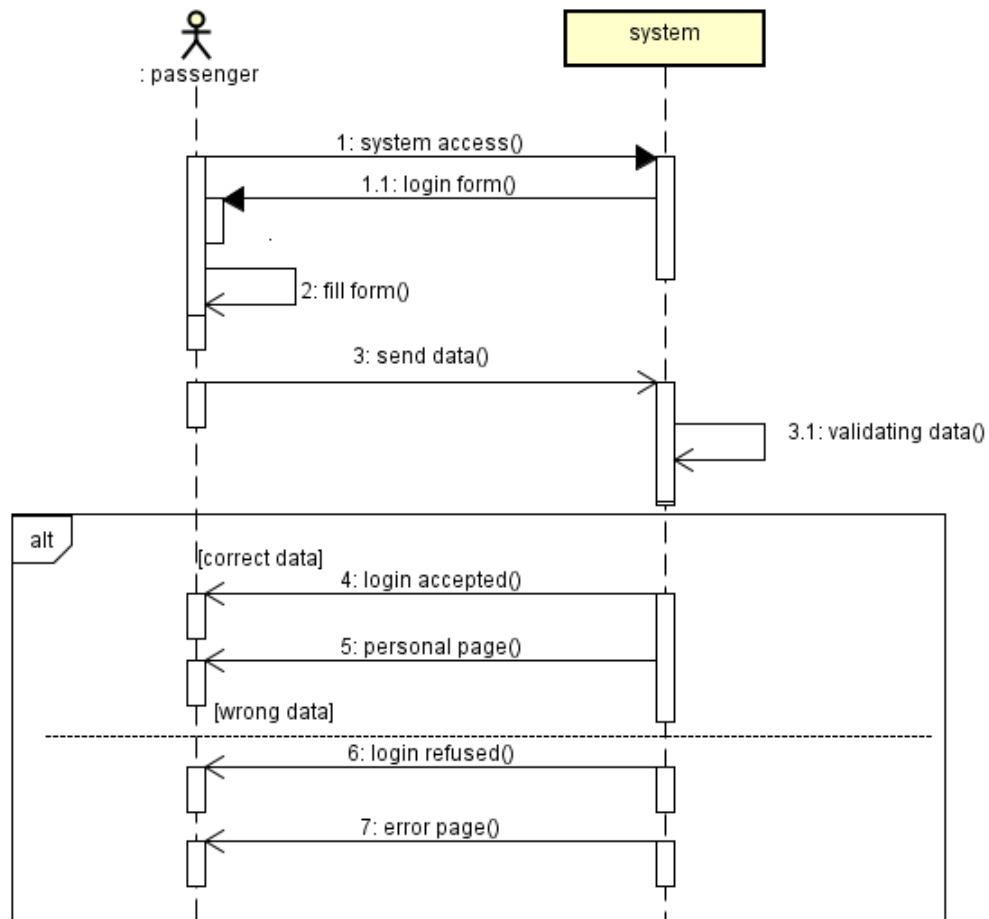 system
: passenger
1: system access()
1.1: login form()
2: fill form()
3: send data()
3.1: validating data()
alt
[correct data]
4: login accepted()
5: personal page()
[wrong data]
6: login refused()
7: error page()